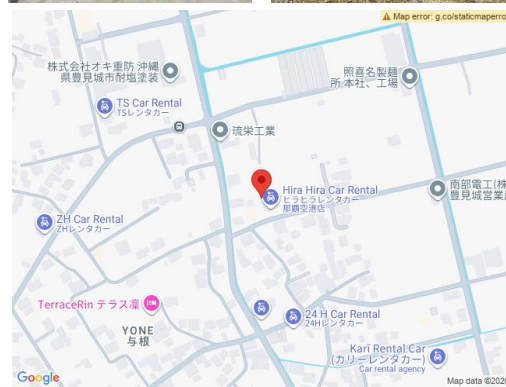 Map error: g.co/staticmaperro
株式会社オキ重防 沖縄
県豊見城市耐塩塗装
照喜名製麺
所 本社、工場
TS Car Rental
TSレンタカー
琉栄工業
Hira Hira Car Rental
ヒラヒラレンタカー
那覇空港店
南部電工(株
豊見城営業
ZH Car Rental
ZHレンタカー
TerraceRin テラス凜
24 H Car Rental
24Hレンタカー
YONE
与根
Kari Rental Car
(カリーレンタカー)
Car rental agency
Google
Map data ©2026